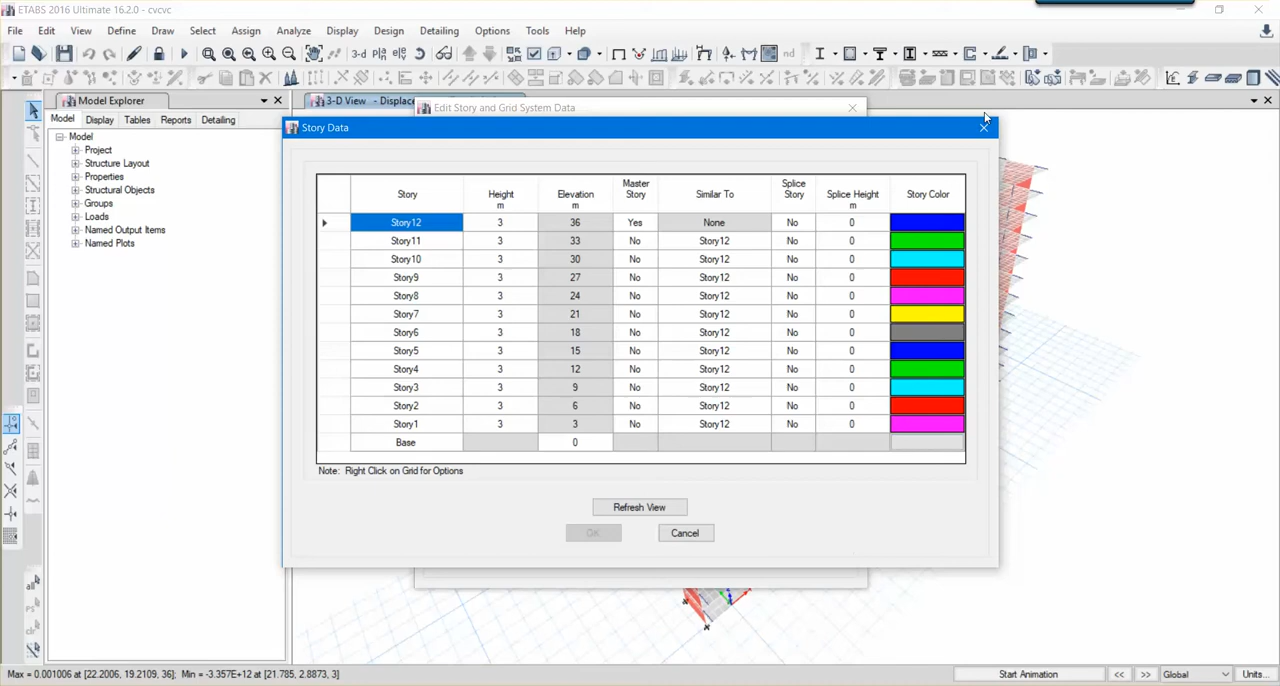 ETABS 2016 Ultimate 16.2.0 - cvcvc
File Edit View Define Draw Select Assign Analyze Display Design Detailing Options Tools Help
3-d nd
Model Explorer
3-D View - Displace
Edit Story and Grid System Data
Model Display Tables Reports Detailing
Story Data
Model
Project
Structure Layout
Properties
Structural Objects
Groups
Loads
Named Output Items
Named Plots
Story Height m Elevation m Master Story Similar To Splice Story Splice Height m Story Color
Story12 3 36 Yes None No 0
Story11 3 33 No Story12 No 0
Story10 3 30 No Story12 No 0
Story9 3 27 No Story12 No 0
Story8 3 24 No Story12 No 0
Story7 3 21 No Story12 No 0
Story6 3 18 No Story12 No 0
Story5 3 15 No Story12 No 0
Story4 3 12 No Story12 No 0
Story3 3 9 No Story12 No 0
Story2 3 6 No Story12 No 0
Story1 3 3 No Story12 No 0
Base 0
Note: Right Click on Grid for Options
Refresh View
OK Cancel
Max = 0.001006 at [22.2006, 19.2109, 36]; Min = -3.357E+12 at [21.785, 2.8873, 3]
Start Animation << >> Global Units...